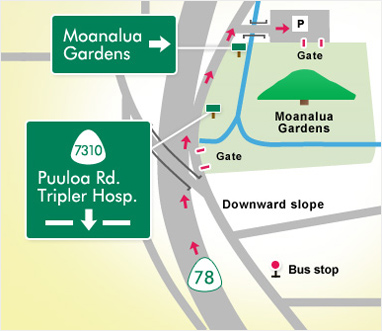 Moanalua
Gardens
P
Gate
Moanalua
Gardens
7310
Puuloa Rd.
Tripler Hosp.
Gate
Downward slope
78
Bus stop